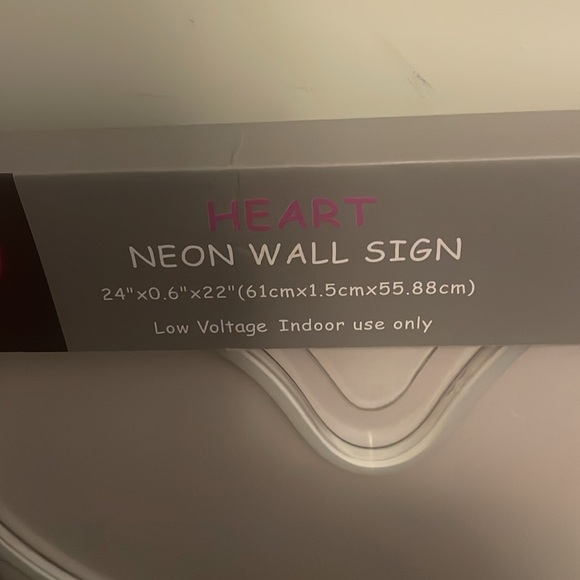 HEART
NEON WALL SIGN
24"x0.6"x22"(61cmx1.5cmx55.88cm)
Low Voltage Indoor use only